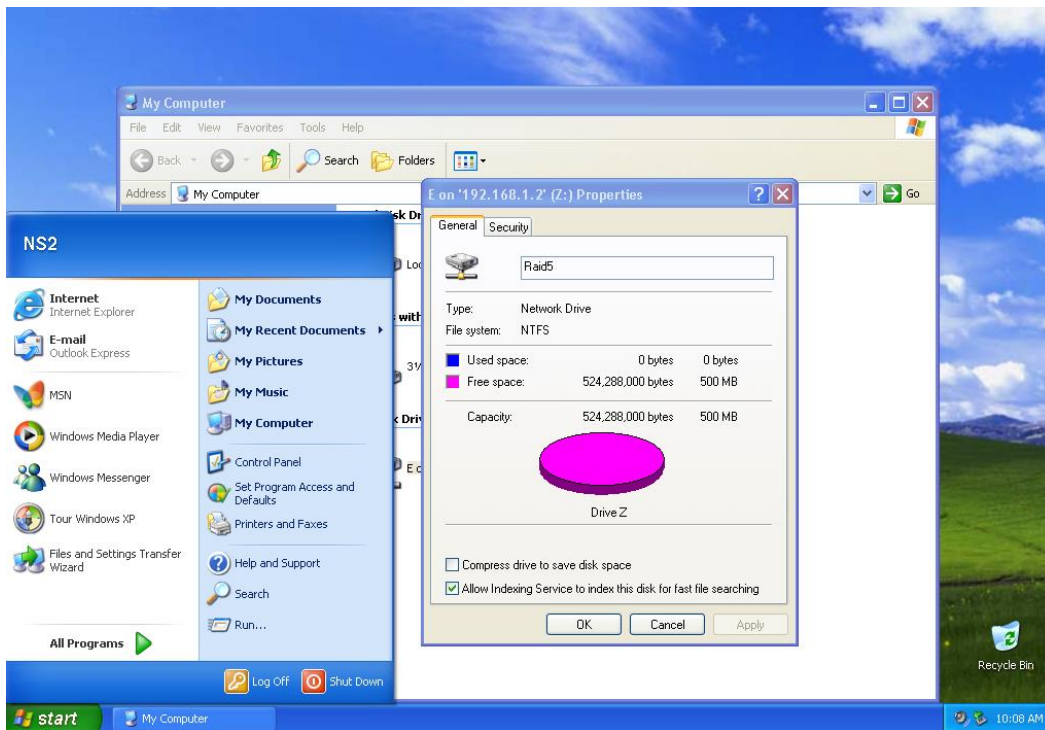 My Computer
File Edit View Favorites Tools Help
Back Search Folders
Address My Computer Go
E on '192.168.1.2' (Z:) Properties
General Security
Raid5
Type: Network Drive
File system: NTFS
Used space: 0 bytes 0 bytes
Free space: 524,288,000 bytes 500 MB
Capacity: 524,288,000 bytes 500 MB
Drive Z
Compress drive to save disk space
Allow Indexing Service to index this disk for fast file searching
OK Cancel Apply
NS2
Internet
Internet Explorer
E-mail
Outlook Express
MSN
Windows Media Player
Windows Messenger
Tour Windows XP
Files and Settings Transfer
Wizard
All Programs
My Documents
My Recent Documents
My Pictures
My Music
My Computer
Control Panel
Set Program Access and
Defaults
Printers and Faxes
Help and Support
Search
Run...
Log Off Shut Down
Recycle Bin
start My Computer 10:08 AM